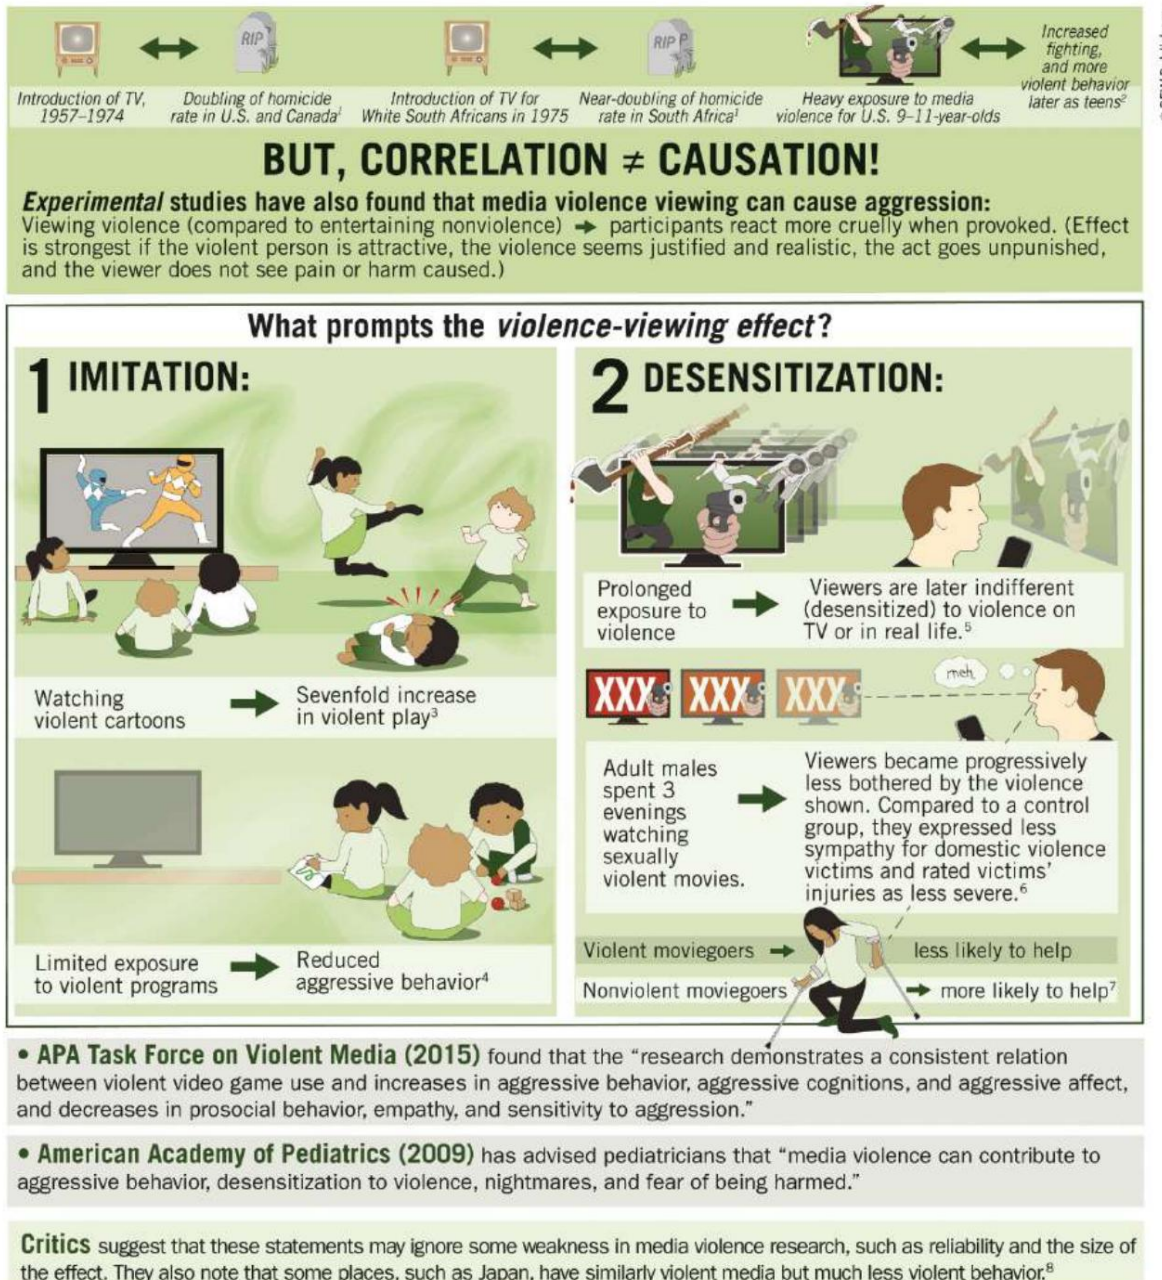 RIP
RIP P
Introduction of TV,
1957–1974
Doubling of homicide
rate in U.S. and Canada¹
Introduction of TV for
White South Africans in 1975
Near-doubling of homicide
rate in South Africa¹
Heavy exposure to media
violence for U.S. 9–11-year-olds
Increased
fighting,
and more
violent behavior
later as teens²
BUT, CORRELATION ≠ CAUSATION!
Experimental studies have also found that media violence viewing can cause aggression:
Viewing violence (compared to entertaining nonviolence) → participants react more cruelly when provoked. (Effect
is strongest if the violent person is attractive, the violence seems justified and realistic, the act goes unpunished,
and the viewer does not see pain or harm caused.)
What prompts the violence-viewing effect?
1 IMITATION:
Watching
violent cartoons
→
Sevenfold increase
in violent play³
Limited exposure
to violent programs
→
Reduced
aggressive behavior⁴
2 DESENSITIZATION:
Prolonged
exposure to
violence
→
Viewers are later indifferent
(desensitized) to violence on
TV or in real life.⁵
XXX XXX XXX
meh
Adult males
spent 3
evenings
watching
sexually
violent movies.
→
Viewers became progressively
less bothered by the violence
shown. Compared to a control
group, they expressed less
sympathy for domestic violence
victims and rated victims'
injuries as less severe.⁶
Violent moviegoers → less likely to help
Nonviolent moviegoers → more likely to help⁷
• APA Task Force on Violent Media (2015) found that the “research demonstrates a consistent relation
between violent video game use and increases in aggressive behavior, aggressive cognitions, and aggressive affect,
and decreases in prosocial behavior, empathy, and sensitivity to aggression.”
• American Academy of Pediatrics (2009) has advised pediatricians that “media violence can contribute to
aggressive behavior, desensitization to violence, nightmares, and fear of being harmed.”
Critics suggest that these statements may ignore some weakness in media violence research, such as reliability and the size of
the effect. They also note that some places, such as Japan, have similarly violent media but much less violent behavior.⁸